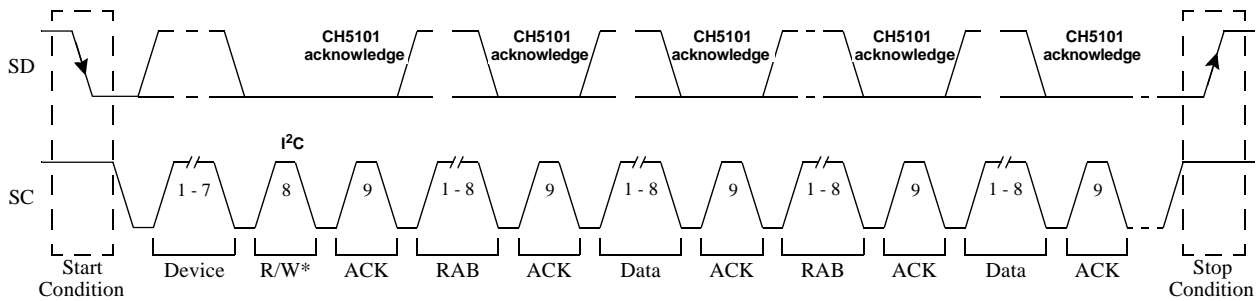 CH5101
acknowledge
CH5101
acknowledge
CH5101
acknowledge
CH5101
acknowledge
CH5101
acknowledge
SD
I²C
SC
1 - 7
8
9
1 - 8
9
1 - 8
9
1 - 8
9
1 - 8
9
Start
Condition
Device
R/W*
ACK
RAB
ACK
Data
ACK
RAB
ACK
Data
ACK
Stop
Condition